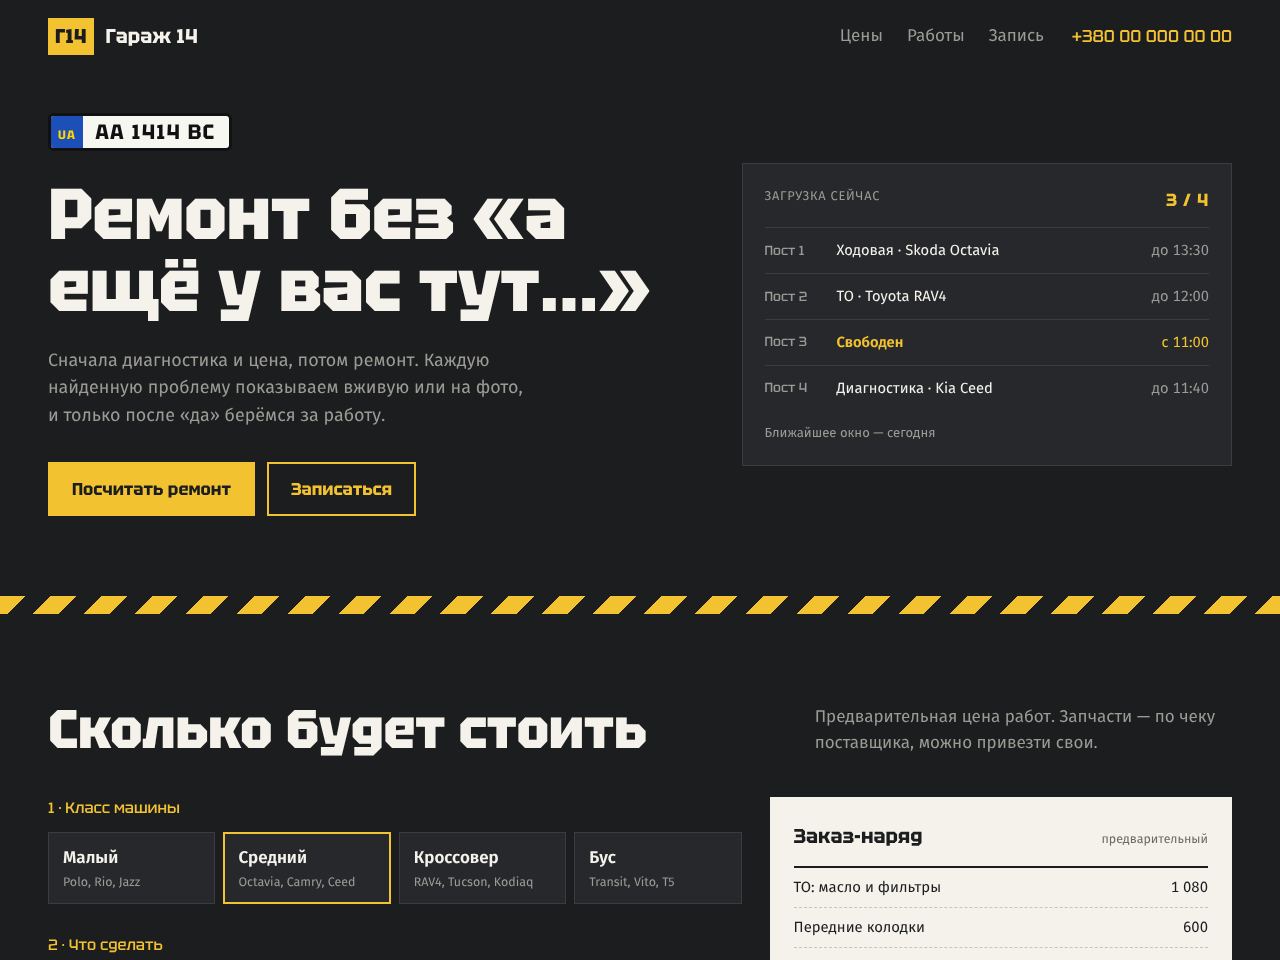 Г14 Гараж 14
Цены Работы Запись +380 00 000 00 00
UA АА 1414 ВС
Ремонт без «а
ещё у вас тут…»
Сначала диагностика и цена, потом ремонт. Каждую
найденную проблему показываем вживую или на фото,
и только после «да» берёмся за работу.
Посчитать ремонт Записаться
ЗАГРУЗКА СЕЙЧАС 3 / 4
Пост 1 Ходовая · Skoda Octavia до 13:30
Пост 2 ТО · Toyota RAV4 до 12:00
Пост 3 Свободен с 11:00
Пост 4 Диагностика · Kia Ceed до 11:40
Ближайшее окно — сегодня
Сколько будет стоить
Предварительная цена работ. Запчасти — по чеку
поставщика, можно привезти свои.
1 · Класс машины
Малый
Polo, Rio, Jazz
Средний
Octavia, Camry, Ceed
Кроссовер
RAV4, Tucson, Kodiaq
Бус
Transit, Vito, T5
2 · Что сделать
Заказ-наряд предварительный
ТО: масло и фильтры 1 080
Передние колодки 600